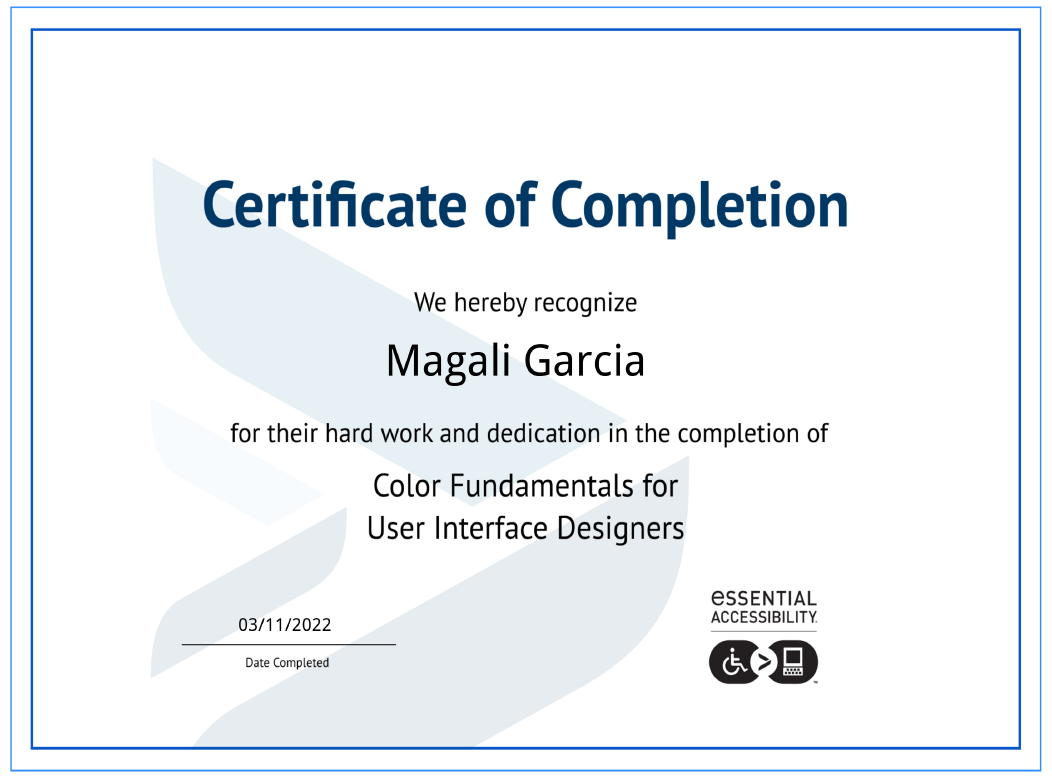 Certificate of Completion
We hereby recognize
Magali Garcia
for their hard work and dedication in the completion of
Color Fundamentals for
User Interface Designers
03/11/2022
Date Completed
eSSENTIAL
ACCESSIBILITY
™